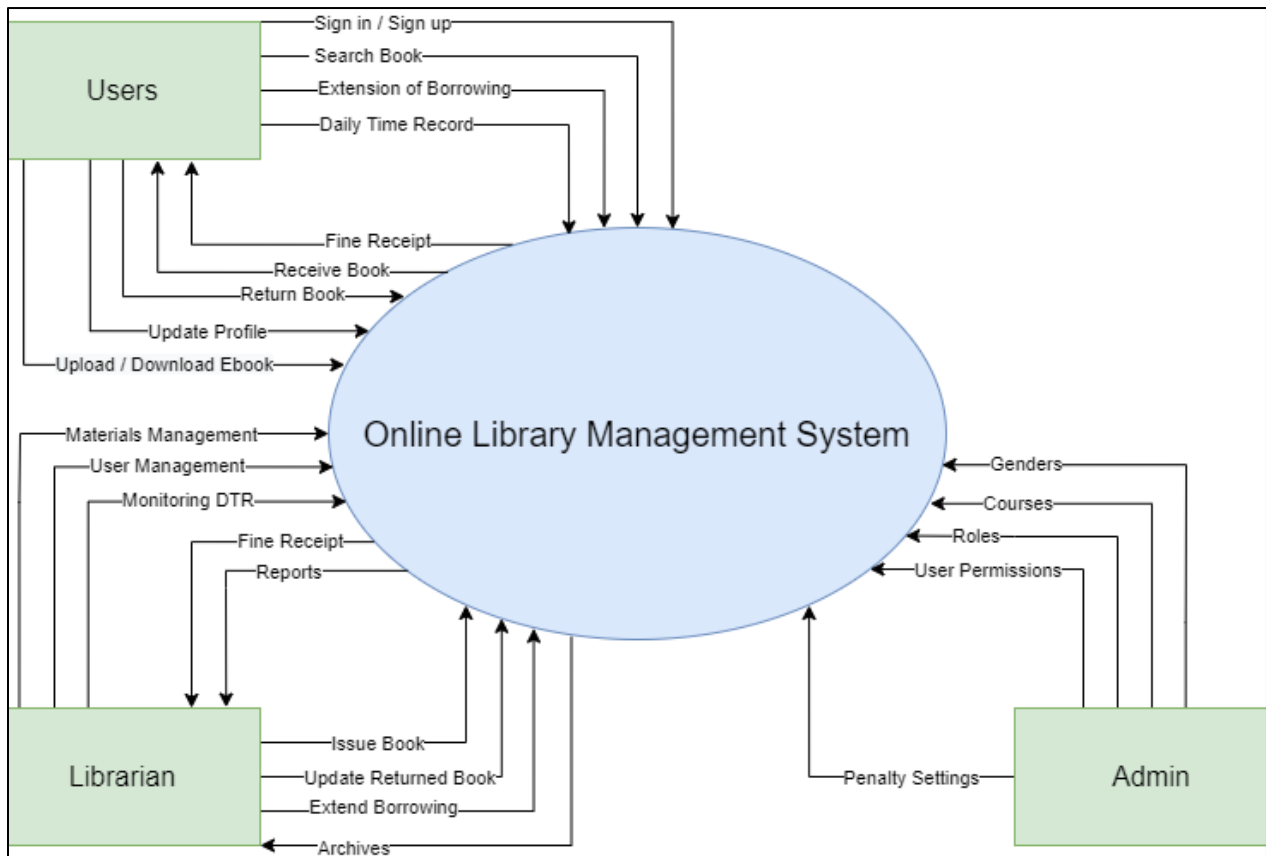 Sign in / Sign up
Search Book
Users
Extension of Borrowing
Daily Time Record
Fine Receipt
Receive Book
Return Book
Update Profile
Upload / Download Ebook
Online Library Management System
Materials Management
User Management
Monitoring DTR
Fine Receipt
Reports
Genders
Courses
Roles
User Permissions
Issue Book
Librarian
Update Returned Book
Extend Borrowing
Archives
Penalty Settings
Admin